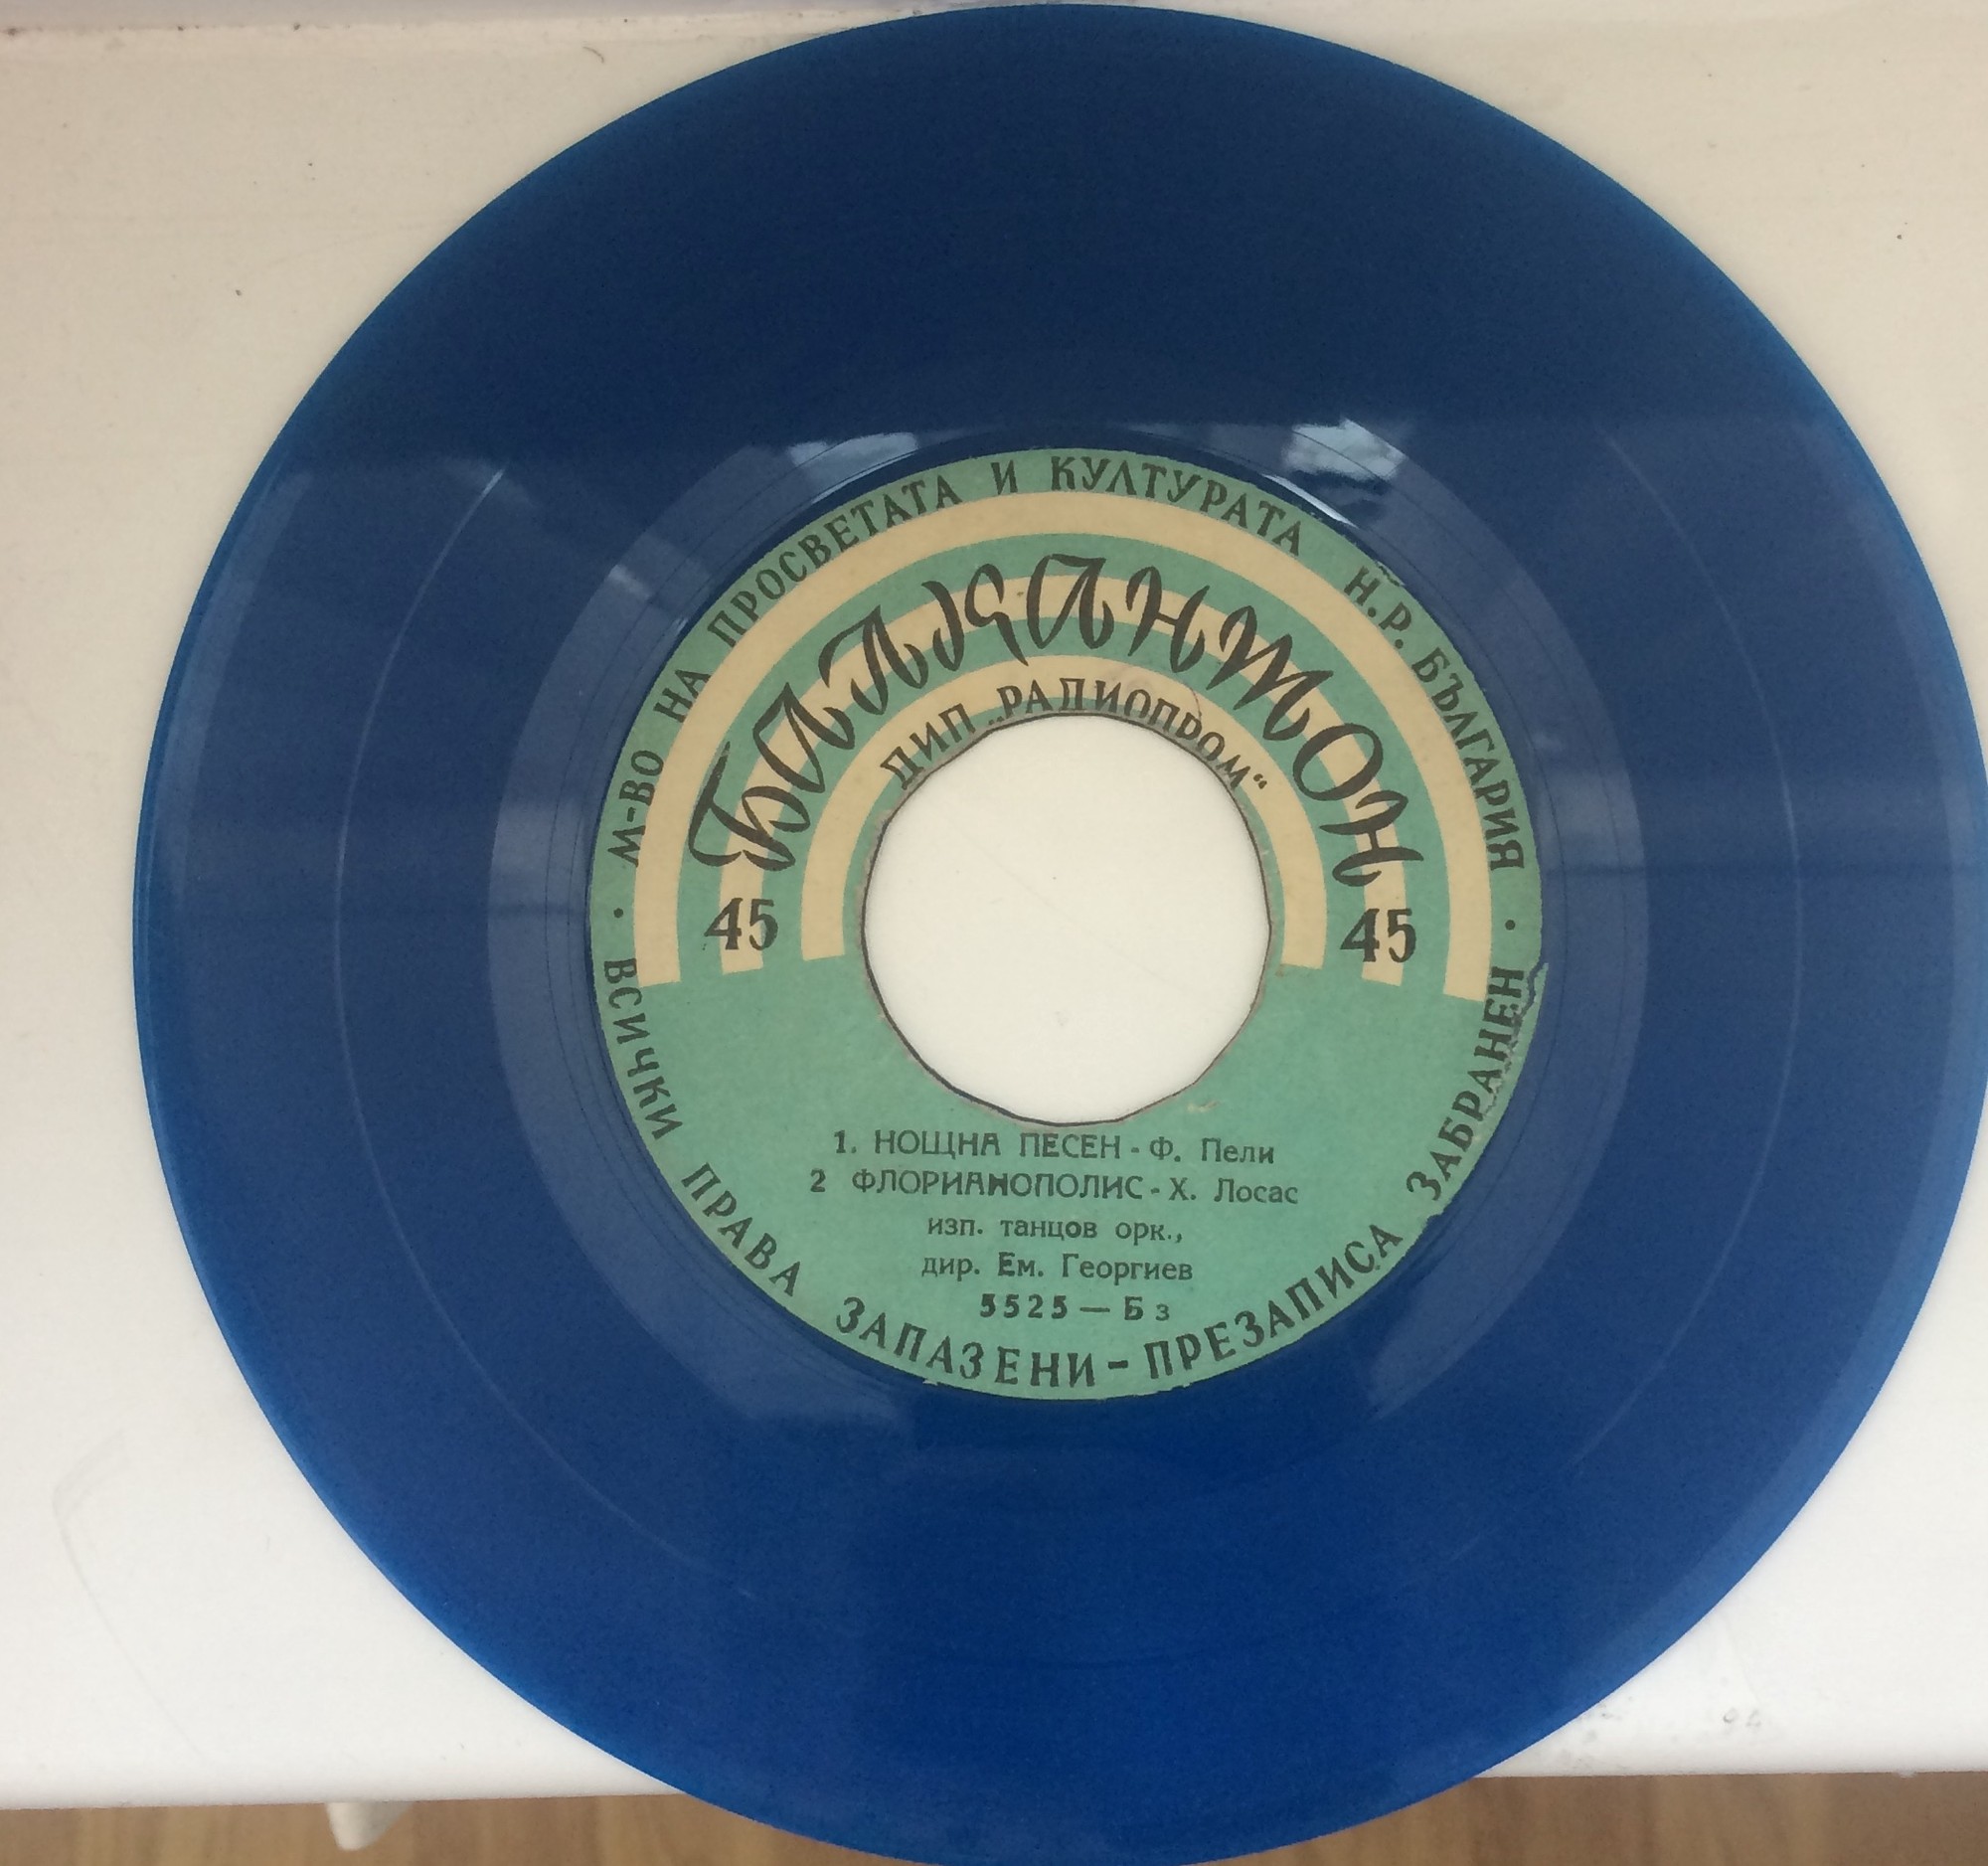 М-ВО НА ПРОСВЕТАТА И КУЛТУРАТА Н.Р. БЪЛГАРИЯ
БАЛКАНТОН
ДИП „РАДИОПРОМ“
45 45
1. НОЩНА ПЕСЕН - Ф. Пели
2 ФЛОРИАНОПОЛИС - Х. Лосас
изп. танцов орк.,
дир. Ем. Георгиев
5525 — Б з
· ВСИЧКИ ПРАВА ЗАПАЗЕНИ - ПРЕЗАПИСА ЗАБРАНЕН ·